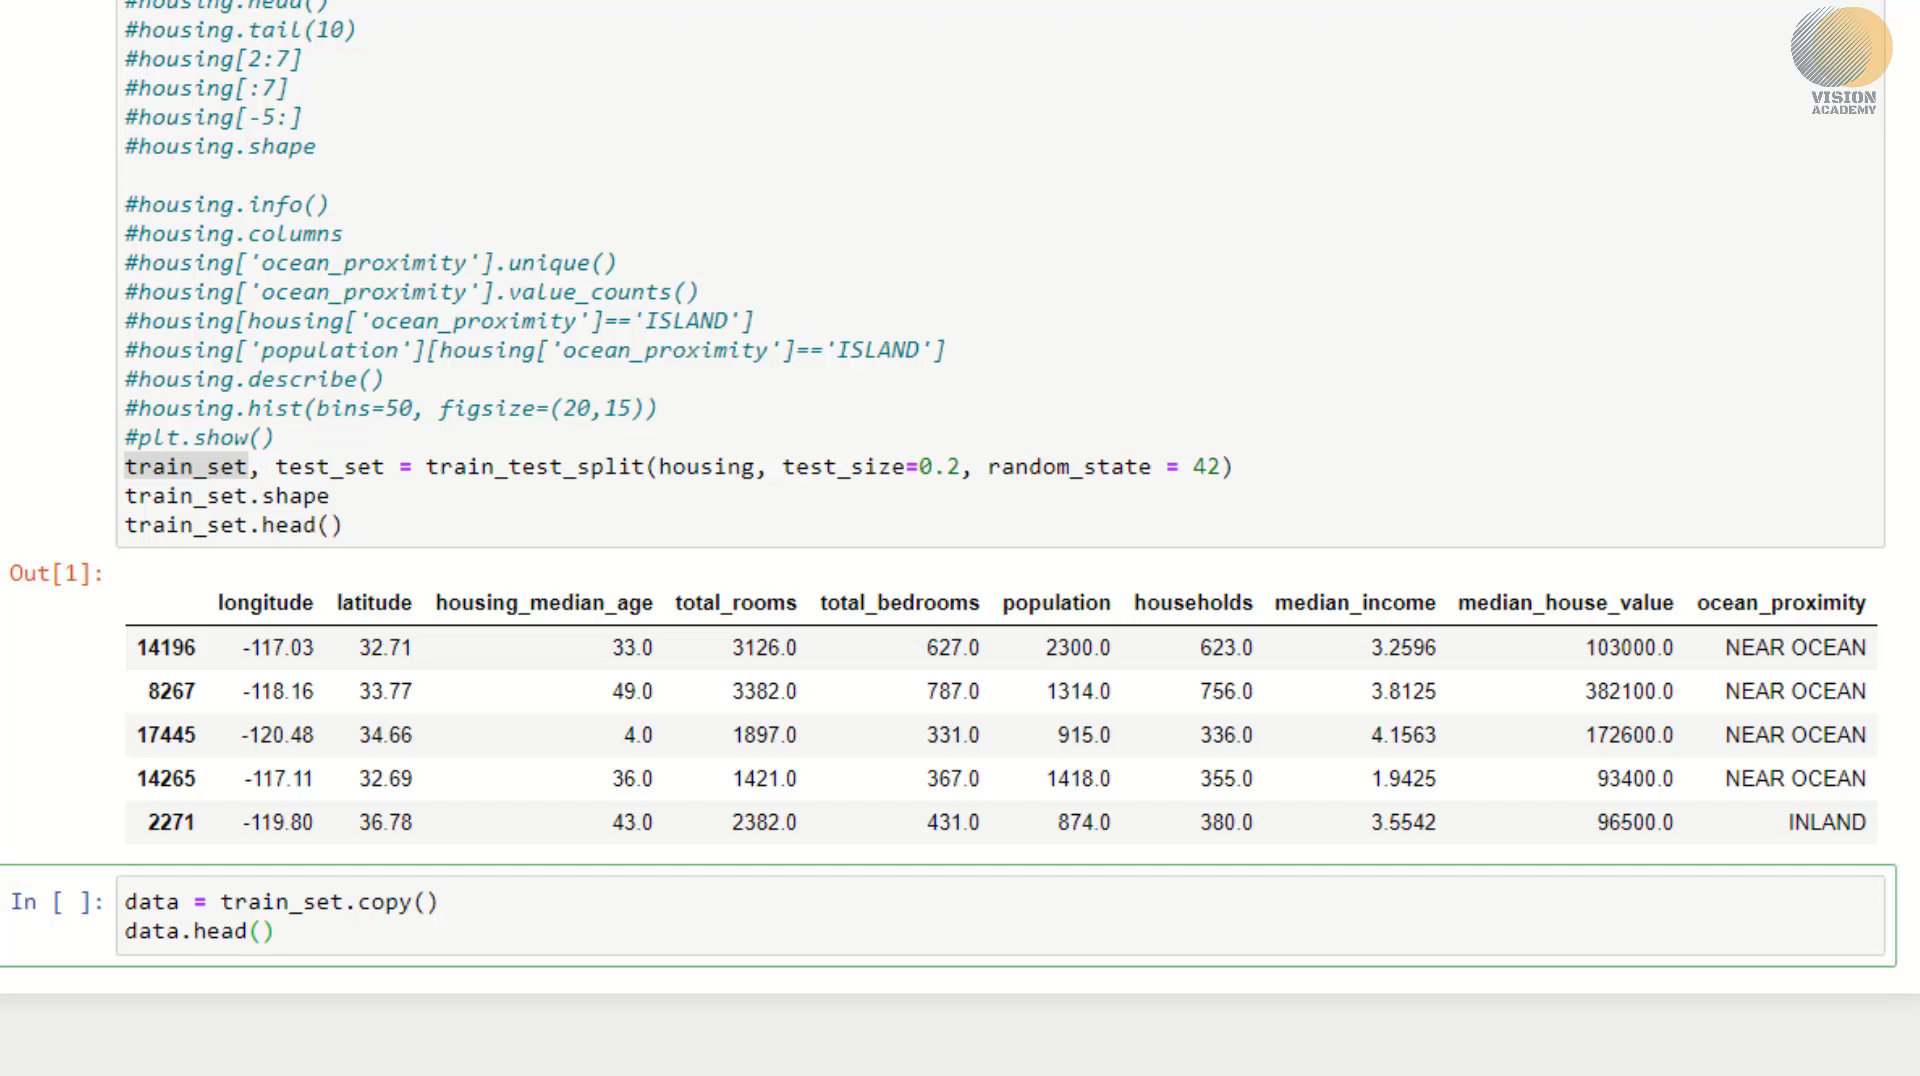 #housing.head()
#housing.tail(10)
#housing[2:7]
#housing[:7]
#housing[-5:]
#housing.shape
#housing.info()
#housing.columns
#housing['ocean_proximity'].unique()
#housing['ocean_proximity'].value_counts()
#housing[housing['ocean_proximity']=='ISLAND']
#housing['population'][housing['ocean_proximity']=='ISLAND']
#housing.describe()
#housing.hist(bins=50, figsize=(20,15))
#plt.show()
train_set, test_set = train_test_split(housing, test_size=0.2, random_state = 42)
train_set.shape
train_set.head()
Out[1]:
longitude latitude housing_median_age total_rooms total_bedrooms population households median_income median_house_value ocean_proximity
14196 -117.03 32.71 33.0 3126.0 627.0 2300.0 623.0 3.2596 103000.0 NEAR OCEAN
8267 -118.16 33.77 49.0 3382.0 787.0 1314.0 756.0 3.8125 382100.0 NEAR OCEAN
17445 -120.48 34.66 4.0 1897.0 331.0 915.0 336.0 4.1563 172600.0 NEAR OCEAN
14265 -117.11 32.69 36.0 1421.0 367.0 1418.0 355.0 1.9425 93400.0 NEAR OCEAN
2271 -119.80 36.78 43.0 2382.0 431.0 874.0 380.0 3.5542 96500.0 INLAND
In [ ]: data = train_set.copy()
data.head()
VISION
ACADEMY